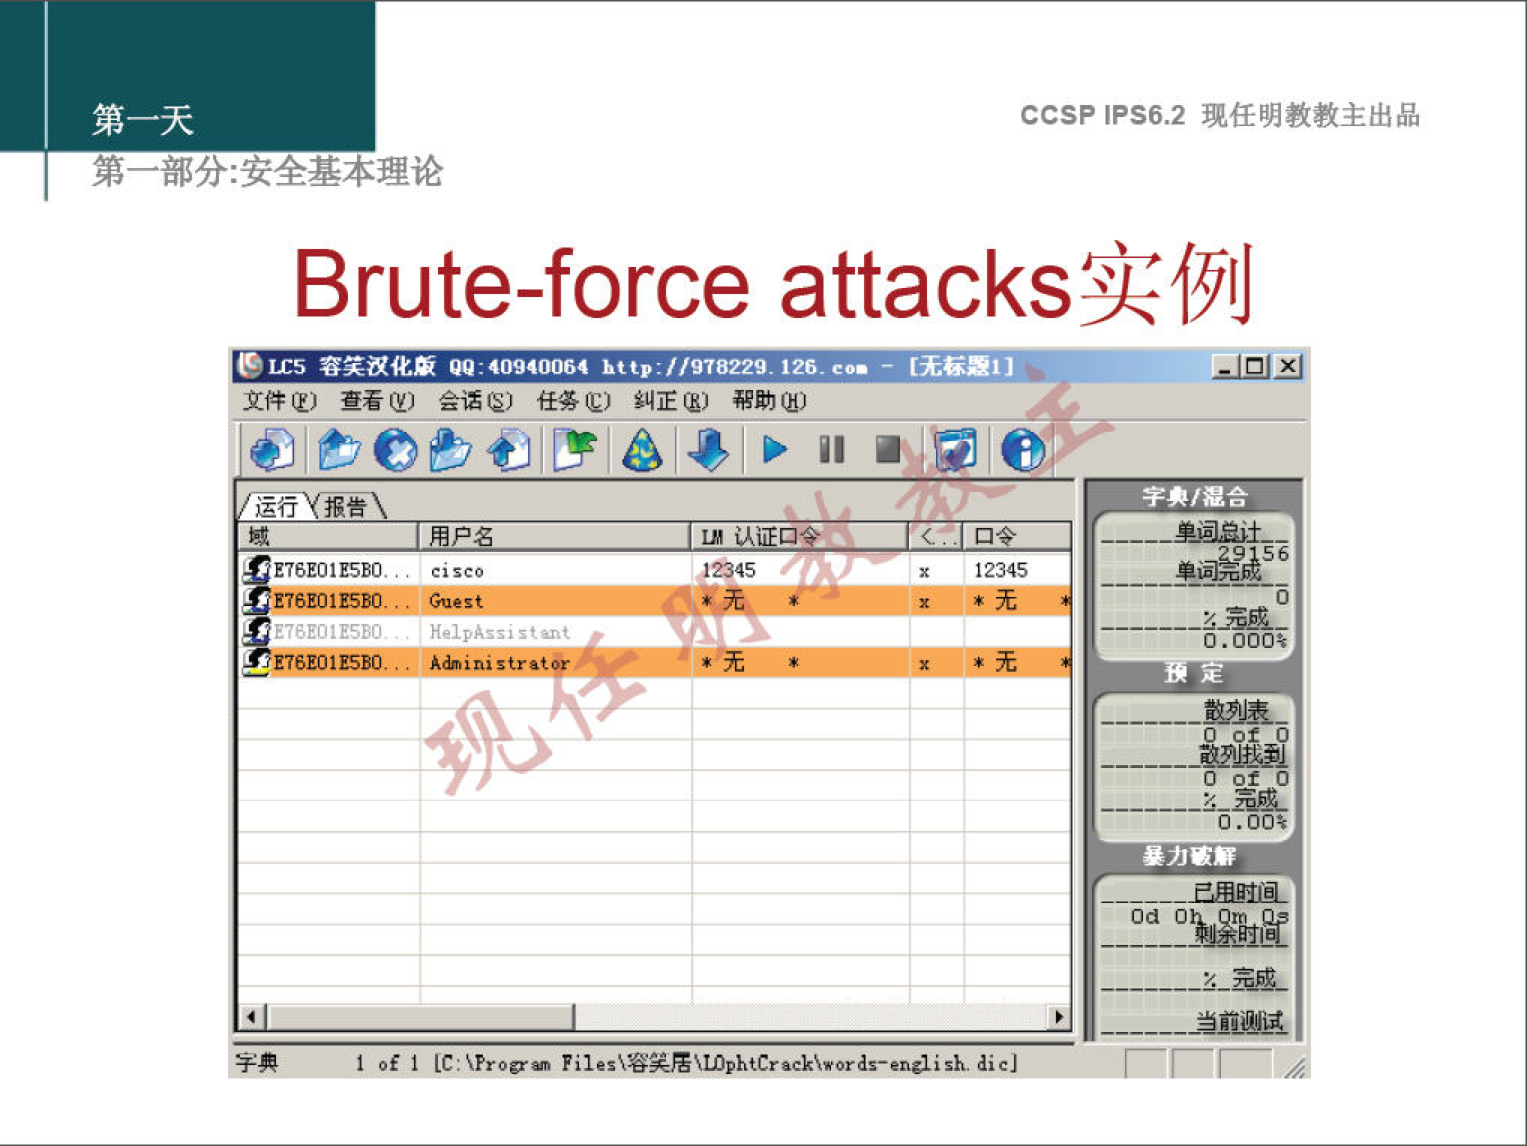 第一天
CCSP IPS6.2 现任明教教主出品
第一部分:安全基本理论
Brute-force attacks实例
LC5 容笑汉化版 QQ:40940064 http://978229.126.com - [无标题1]
文件(F) 查看(V) 会话(S) 任务(C) 纠正(R) 帮助(H)
运行 报告
域 用户名 LM 认证口令 <... 口令
E76E01E5B0... cisco 12345 x 12345
E76E01E5B0... Guest * 无 * x * 无 *
E76E01E5B0... HelpAssistant
E76E01E5B0... Administrator * 无 * x * 无 *
字典/混合
单词总计
29156
单词完成
0
% 完成
0.000%
预 定
散列表
0 of 0
散列找到
0 of 0
% 完成
0.00%
暴力破解
已用时间
0d 0h 0m 0s
剩余时间
% 完成
当前测试
字典 1 of 1 [C:\Program Files\容笑居\L0phtCrack\words-english.dic]
现任明教教主